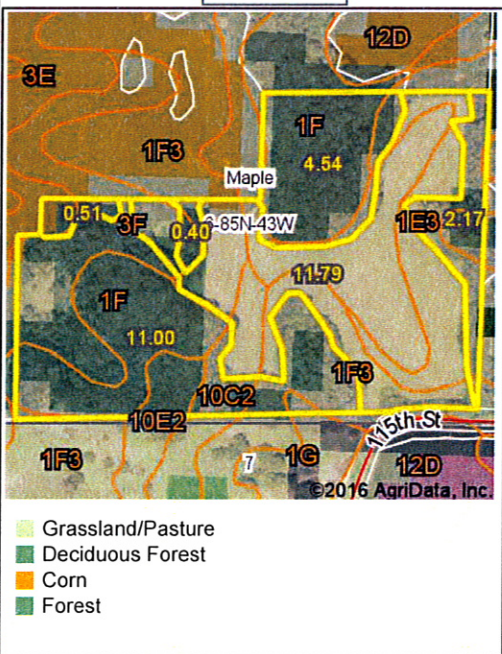 12D
3E
1F
1F3
4.54
Maple
0.51
3F
0.40
6-85N-43W
1E3
2.17
11.79
1F
11.00
1F3
10C2
10E2
115th St
1F3
7
1G
12D
©2016 AgriData, Inc.
Grassland/Pasture
Deciduous Forest
Corn
Forest